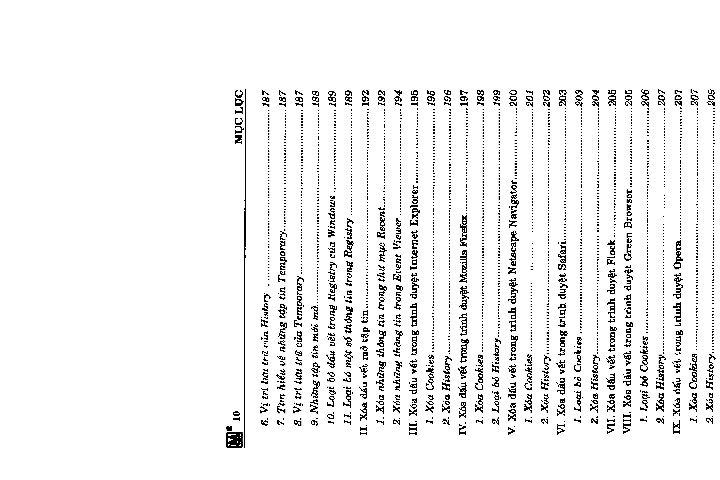 10 MỤC LỤC
6. Vị trí lưu trữ của History 187
7. Tìm hiểu về những tập tin Temporary 187
8. Vị trí lưu trữ của Temporary 187
9. Những tập tin mới mở 188
10. Loại bỏ dấu vết trong Registry của Windows 189
11. Loại bỏ một số thông tin trong Registry 189
II. Xóa dấu vết mở tập tin 192
1. Xóa những thông tin trong thư mục Recent 192
2. Xóa những thông tin trong Event Viewer 194
III. Xóa dấu vết trong trình duyệt Internet Explorer 195
1. Xóa Cookies 195
2. Xóa History 196
IV. Xóa dấu vết trong trình duyệt Mozilla Firefox 197
1. Xóa Cookies 198
2. Loại bỏ History 199
V. Xóa dấu vết trong trình duyệt Netscape Navigator 200
1. Xóa Cookies 201
2. Xóa History 202
VI. Xóa dấu vết trong trình duyệt Safari 203
1. Loại bỏ Cookies 203
2. Xóa History 204
VII. Xóa dấu vết trong trình duyệt Flock 205
VIII. Xóa dấu vết trong trình duyệt Green Browser 205
1. Loại bỏ Cookies 206
2. Xóa History 207
IX. Xóa dấu vết trong trình duyệt Opera 207
1. Xóa Cookies 207
2. Xóa History 208